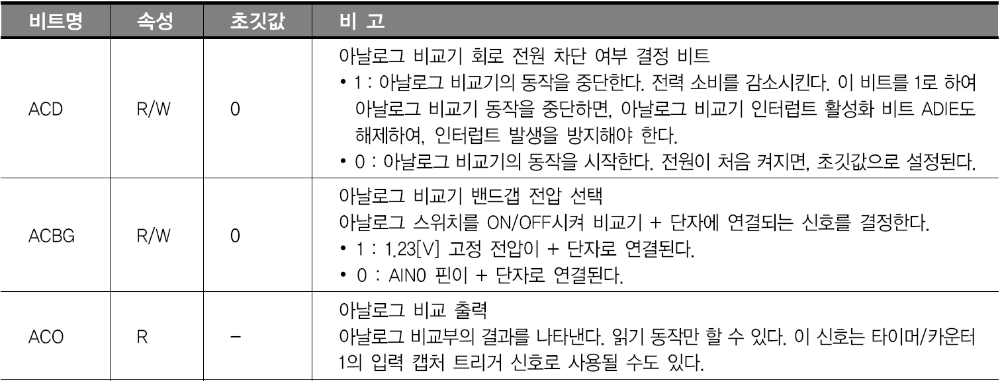 비트명 속성 초깃값 비 고
아날로그 비교기 회로 전원 차단 여부 결정 비트
• 1 : 아날로그 비교기의 동작을 중단한다. 전력 소비를 감소시킨다. 이 비트를 1로 하여
ACD R/W 0 아날로그 비교기 동작을 중단하면, 아날로그 비교기 인터럽트 활성화 비트 ADIE도
해제하여, 인터럽트 발생을 방지해야 한다.
• 0 : 아날로그 비교기의 동작을 시작한다. 전원이 처음 켜지면, 초깃값으로 설정된다.
아날로그 비교기 밴드갭 전압 선택
아날로그 스위치를 ON/OFF시켜 비교기 + 단자에 연결되는 신호를 결정한다.
ACBG R/W 0
• 1 : 1.23[V] 고정 전압이 + 단자로 연결된다.
• 0 : AIN0 핀이 + 단자로 연결된다.
아날로그 비교 출력
ACO R – 아날로그 비교부의 결과를 나타낸다. 읽기 동작만 할 수 있다. 이 신호는 타이머/카운터
1의 입력 캡처 트리거 신호로 사용될 수도 있다.